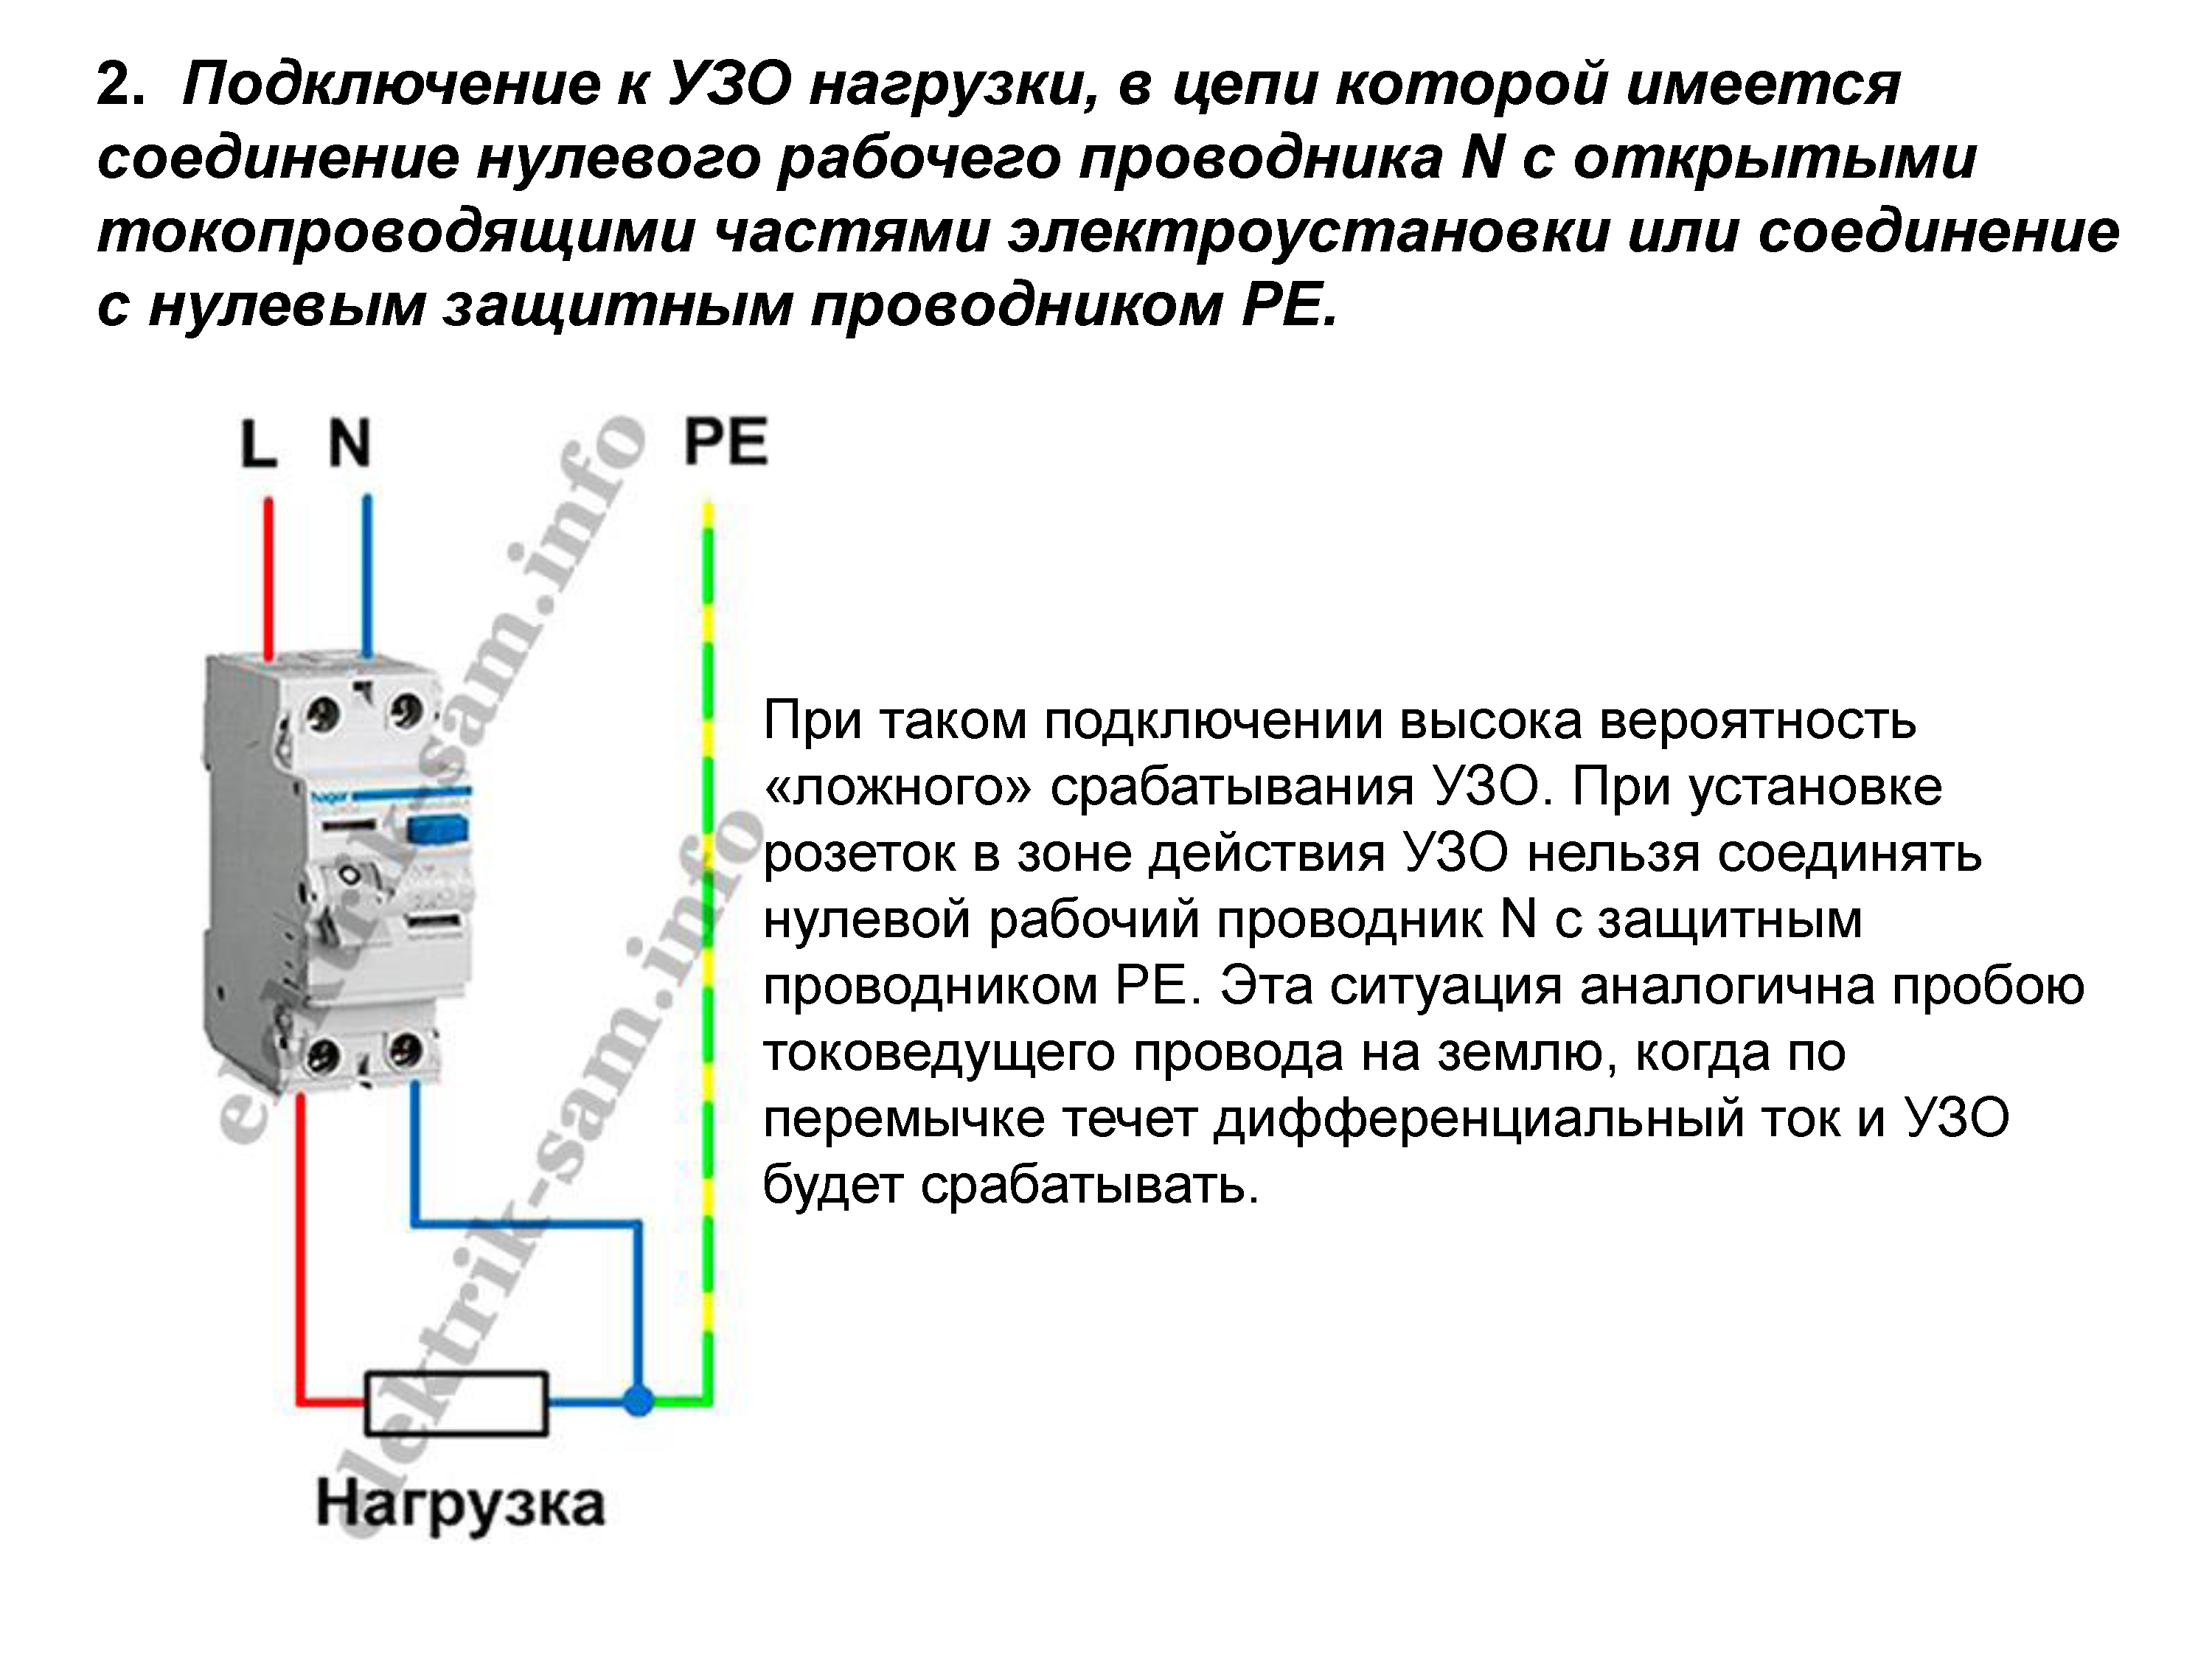 2. Подключение к УЗО нагрузки, в цепи которой имеется
соединение нулевого рабочего проводника N с открытыми
токопроводящими частями электроустановки или соединение
с нулевым защитным проводником PE.
L N PE
elektrik-sam.info
hager
elektrik-sam.info
При таком подключении высока вероятность
«ложного» срабатывания УЗО. При установке
розеток в зоне действия УЗО нельзя соединять
нулевой рабочий проводник N с защитным
проводником PE. Эта ситуация аналогична пробою
токоведущего провода на землю, когда по
перемычке течет дифференциальный ток и УЗО
будет срабатывать.
Нагрузка